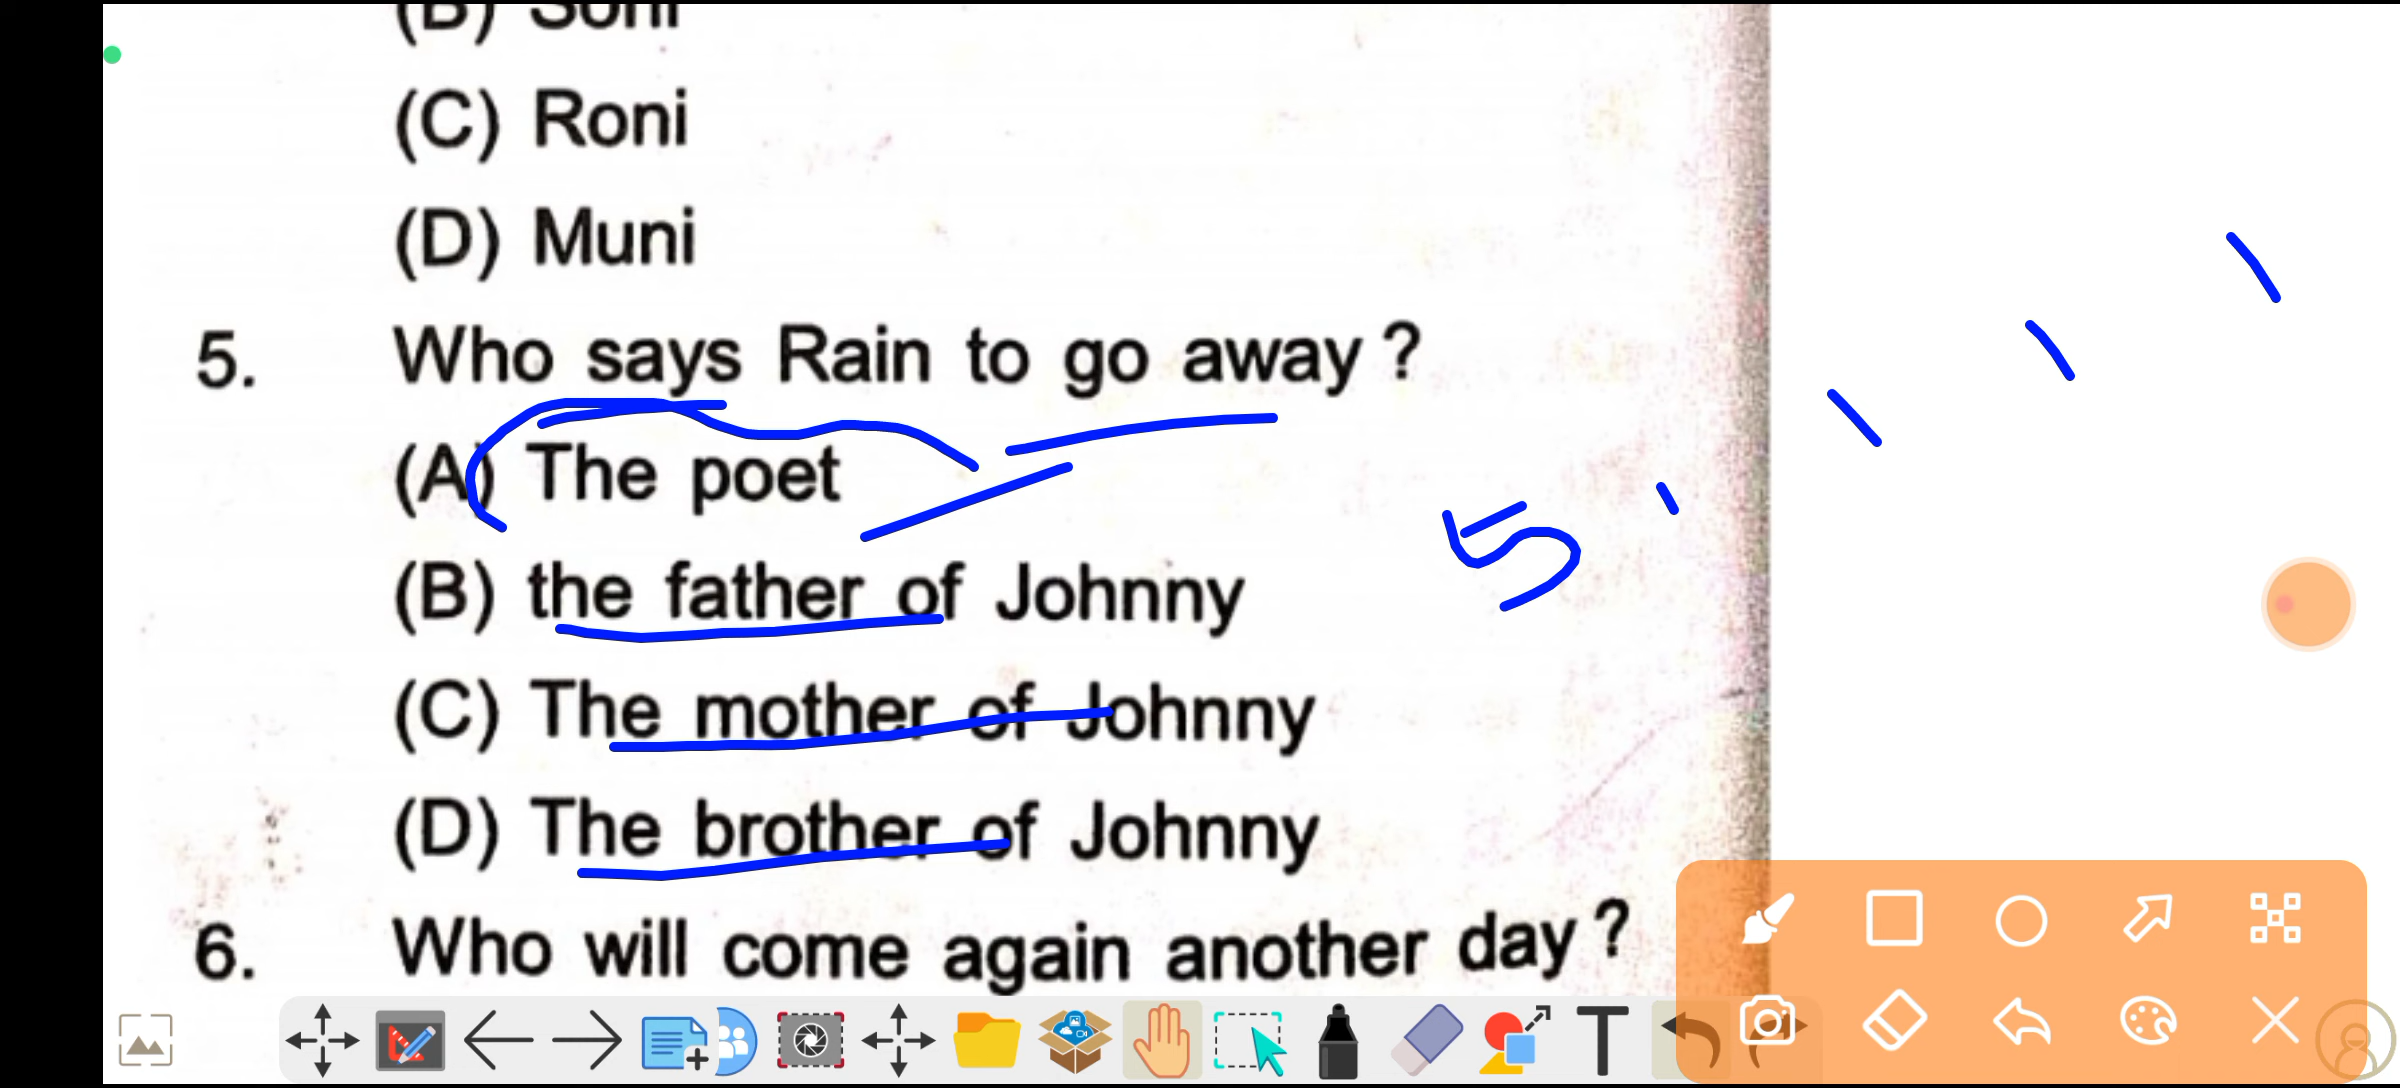 (B) Soni
(C) Roni
(D) Muni
5. Who says Rain to go away ?
(A) The poet
5
(B) the father of Johnny
(C) The mother of Johnny
(D) The brother of Johnny
6. Who will come again another day ?
T